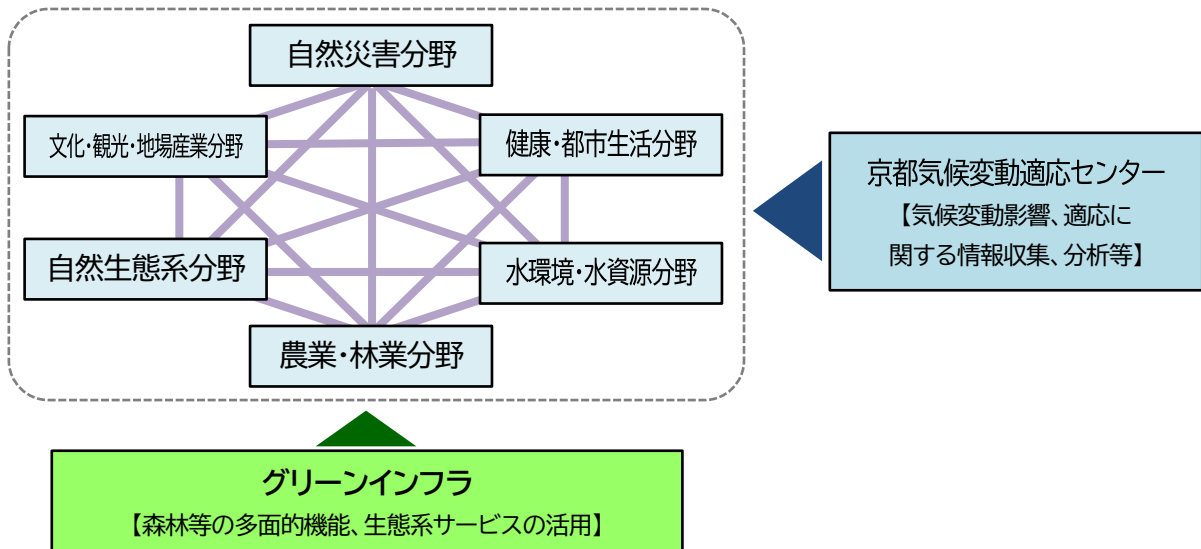 自然災害分野
文化・観光・地場産業分野
健康・都市生活分野
自然生態系分野
水環境・水資源分野
農業・林業分野
京都気候変動適応センター
【気候変動影響、適応に
関する情報収集、分析等】
グリーンインフラ
【森林等の多面的機能、生態系サービスの活用】